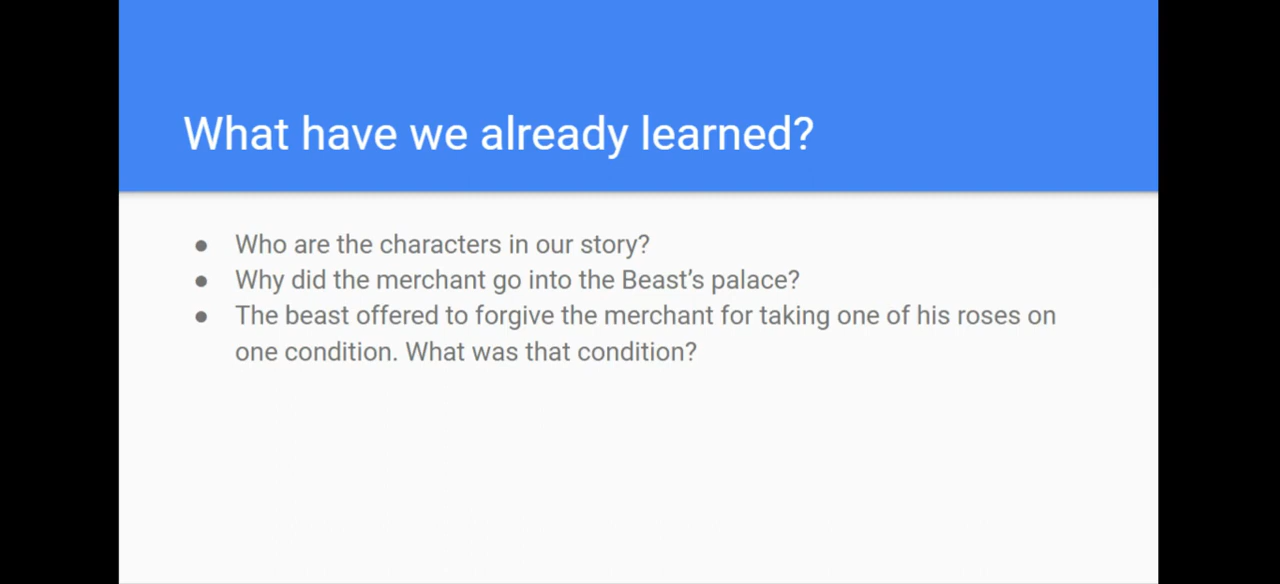 What have we already learned?
● Who are the characters in our story?
● Why did the merchant go into the Beast’s palace?
● The beast offered to forgive the merchant for taking one of his roses on
one condition. What was that condition?